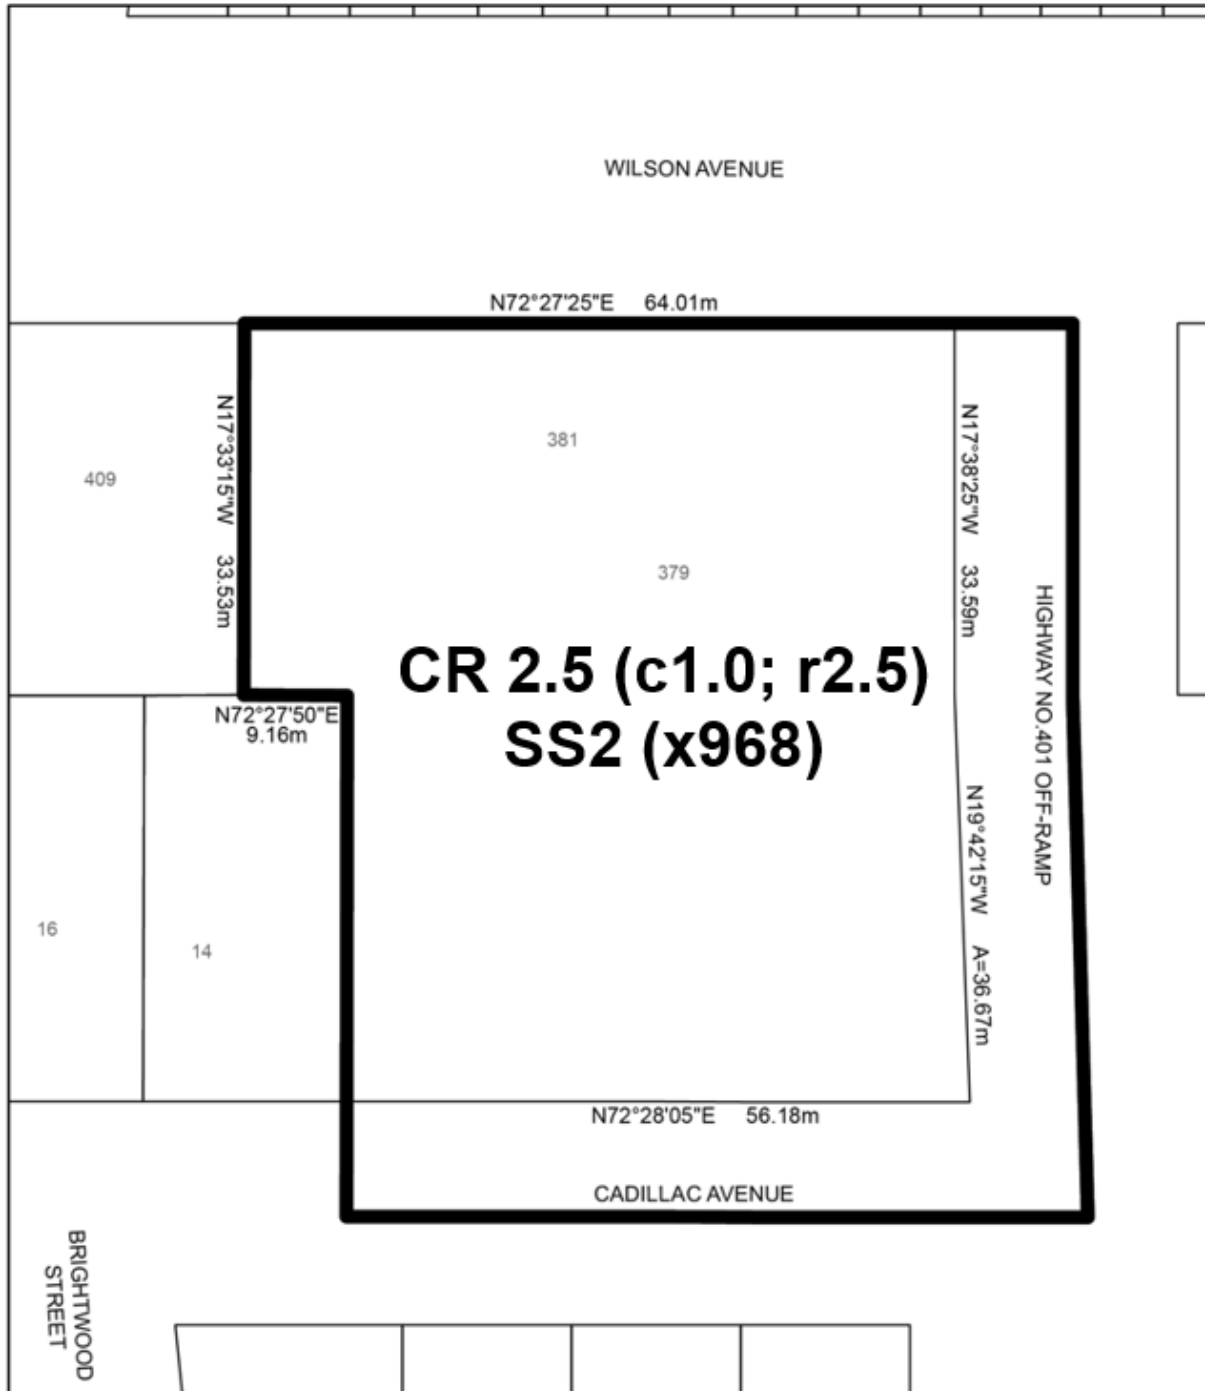 WILSON AVENUE
N72°27'25"E 64.01m
N17°33'15"W 33.53m
N17°38'25"W 33.59m
381
409
379
HIGHWAY NO.401 OFF-RAMP
CR 2.5 (c1.0; r2.5)
SS2 (x968)
N72°27'50"E
9.16m
N19°42'15"W A=36.67m
16
14
N72°28'05"E 56.18m
CADILLAC AVENUE
BRIGHTWOOD
STREET